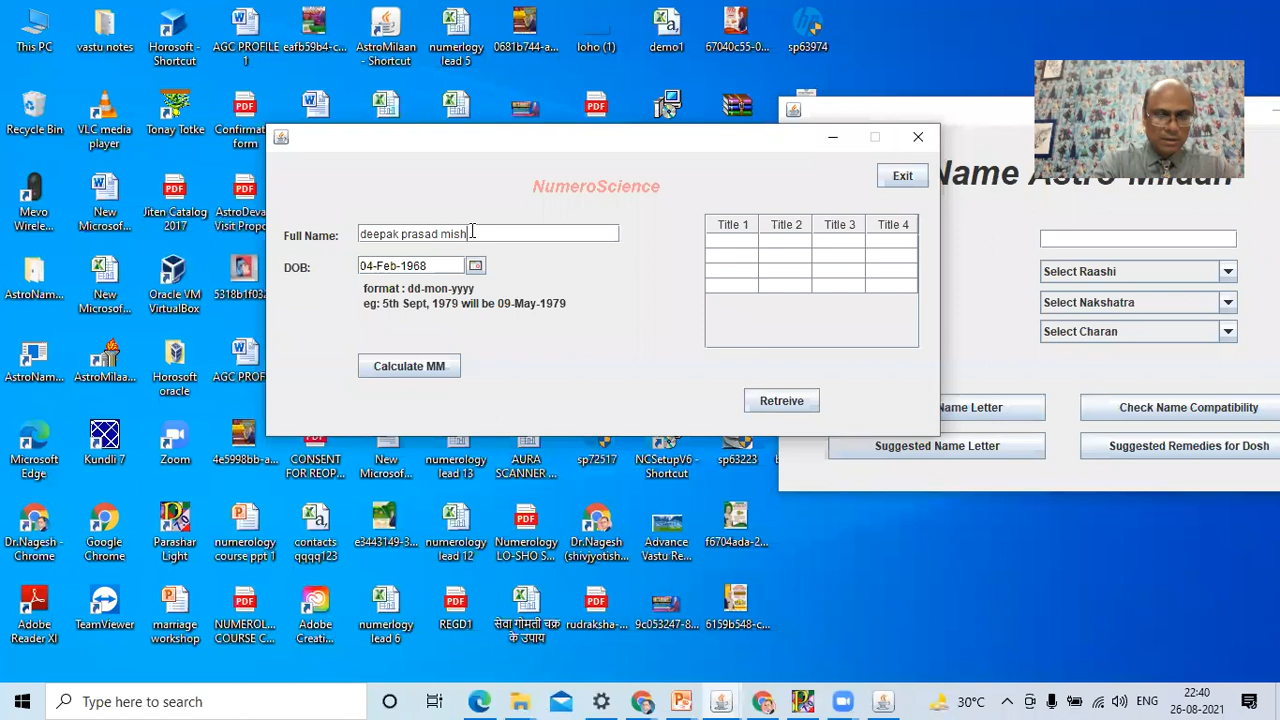 This PC
vastu notes
Horosoft -
Shortcut
AGC PROFILE
1
eafb59b4-c...
AstroMilaan
- Shortcut
numerology
lead 5
0681b744-a...
loho (1)
demo1
67040c55-0...
sp63974
Recycle Bin
VLC media
player
Tonay Totke
Confirmat
form
Mevo
Wirele...
New
Microsof...
Jiten Catalog
2017
AstroDeva
Visit Propo
AstroNam...
New
Microsof...
Oracle VM
VirtualBox
5318b1f03
AstroNam...
AstroMilaa...
Horosoft
oracle
AGC PROF
NumeroScience
Exit
Full Name:
deepak prasad mish
DOB:
04-Feb-1968
format : dd-mon-yyyy
eg: 5th Sept, 1979 will be 09-May-1979
Title 1
Title 2
Title 3
Title 4
Calculate MM
Retreive
Name Astro
Select Raashi
Select Nakshatra
Select Charan
Name Letter
Check Name Compatibility
Suggested Name Letter
Suggested Remedies for Dosh
Microsoft
Edge
Kundli 7
Zoom
4e5998bb-a...
CONSENT
FOR REOP...
New
Microsof...
numerology
lead 13
AURA
SCANNER ...
sp72517
NCSetupV6 -
Shortcut
sp63223
Dr.Nagesh -
Chrome
Google
Chrome
Parashar
Light
numerology
course ppt 1
contacts
qqqq123
e3443149-3...
numerology
lead 12
Numerology
LO-SHO S...
Dr.Nagesh
(shivjyotish...
Advance
Vastu Re...
f6704ada-2...
Adobe
Reader XI
TeamViewer
marriage
workshop
NUMEROL...
COURSE C...
Adobe
Creati...
numerlogy
lead 6
REGD1
सेवा गोमती चक्र
के उपाय
rudraksha-...
9c053247-8...
6159b548-c...
Type here to search
30°C
ENG
22:40
26-08-2021